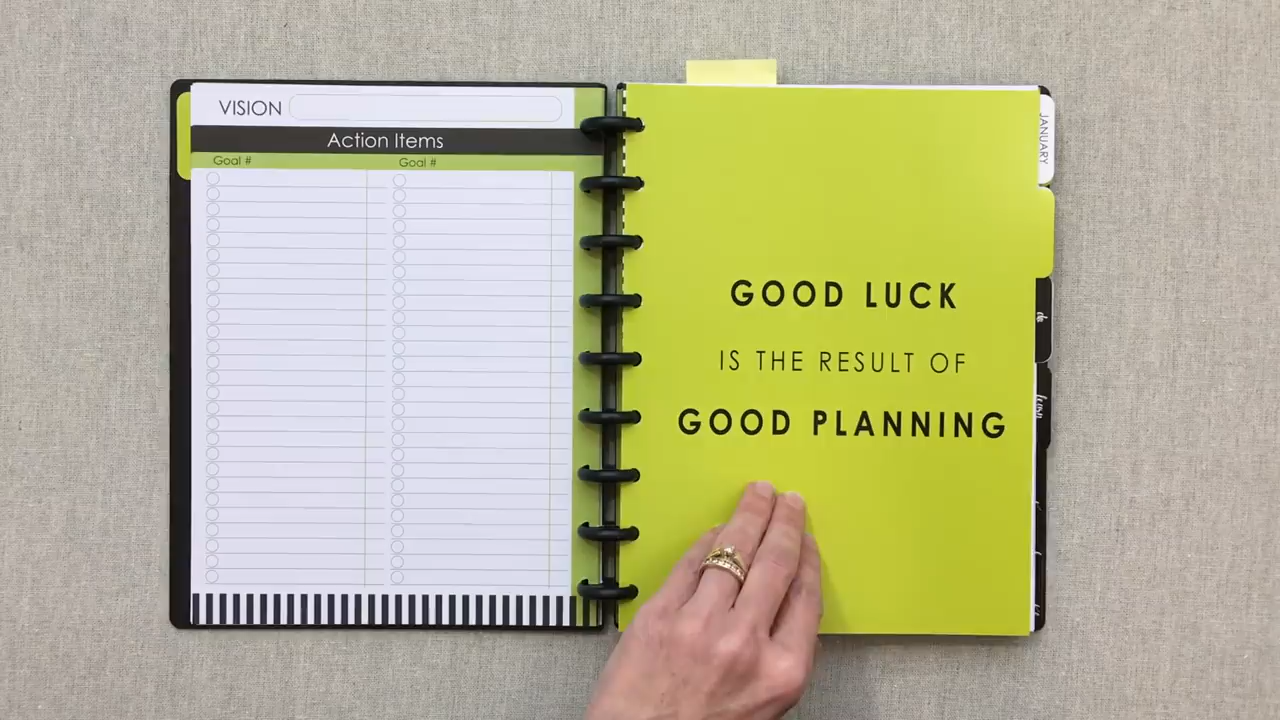 VISION
Action Items
Goal # Goal #
JANUARY
GOOD LUCK
IS THE RESULT OF
GOOD PLANNING